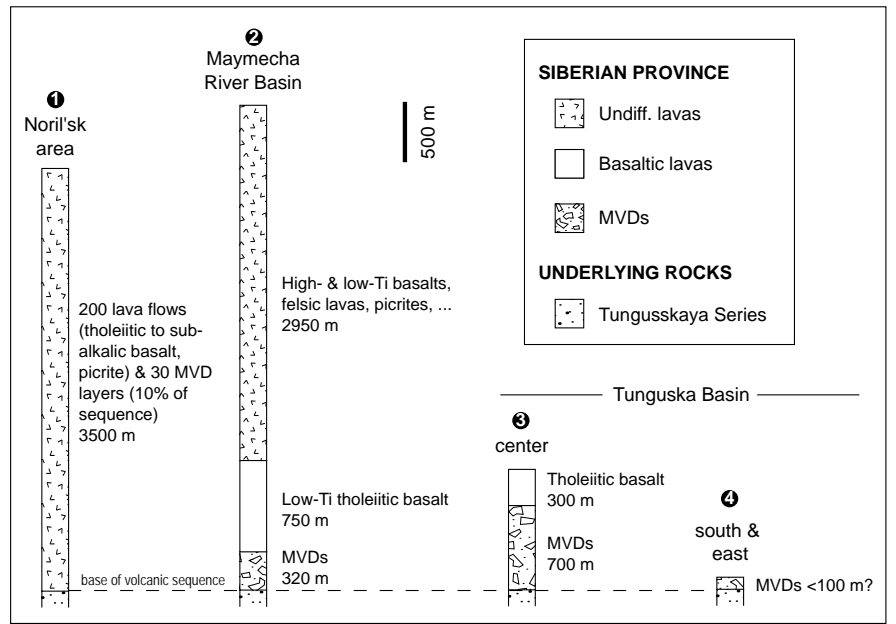 ❶
Noril'sk
area
200 lava flows
(tholeiitic to sub-
alkalic basalt,
picrite) & 30 MVD
layers (10% of
sequence)
3500 m
base of volcanic sequence
❷
Maymecha
River Basin
High- & low-Ti basalts,
felsic lavas, picrites, ...
2950 m
Low-Ti tholeiitic basalt
750 m
MVDs
320 m
500 m
SIBERIAN PROVINCE
Undiff. lavas
Basaltic lavas
MVDs
UNDERLYING ROCKS
Tungusskaya Series
Tunguska Basin
❸
center
Tholeiitic basalt
300 m
MVDs
700 m
❹
south &
east
MVDs <100 m?